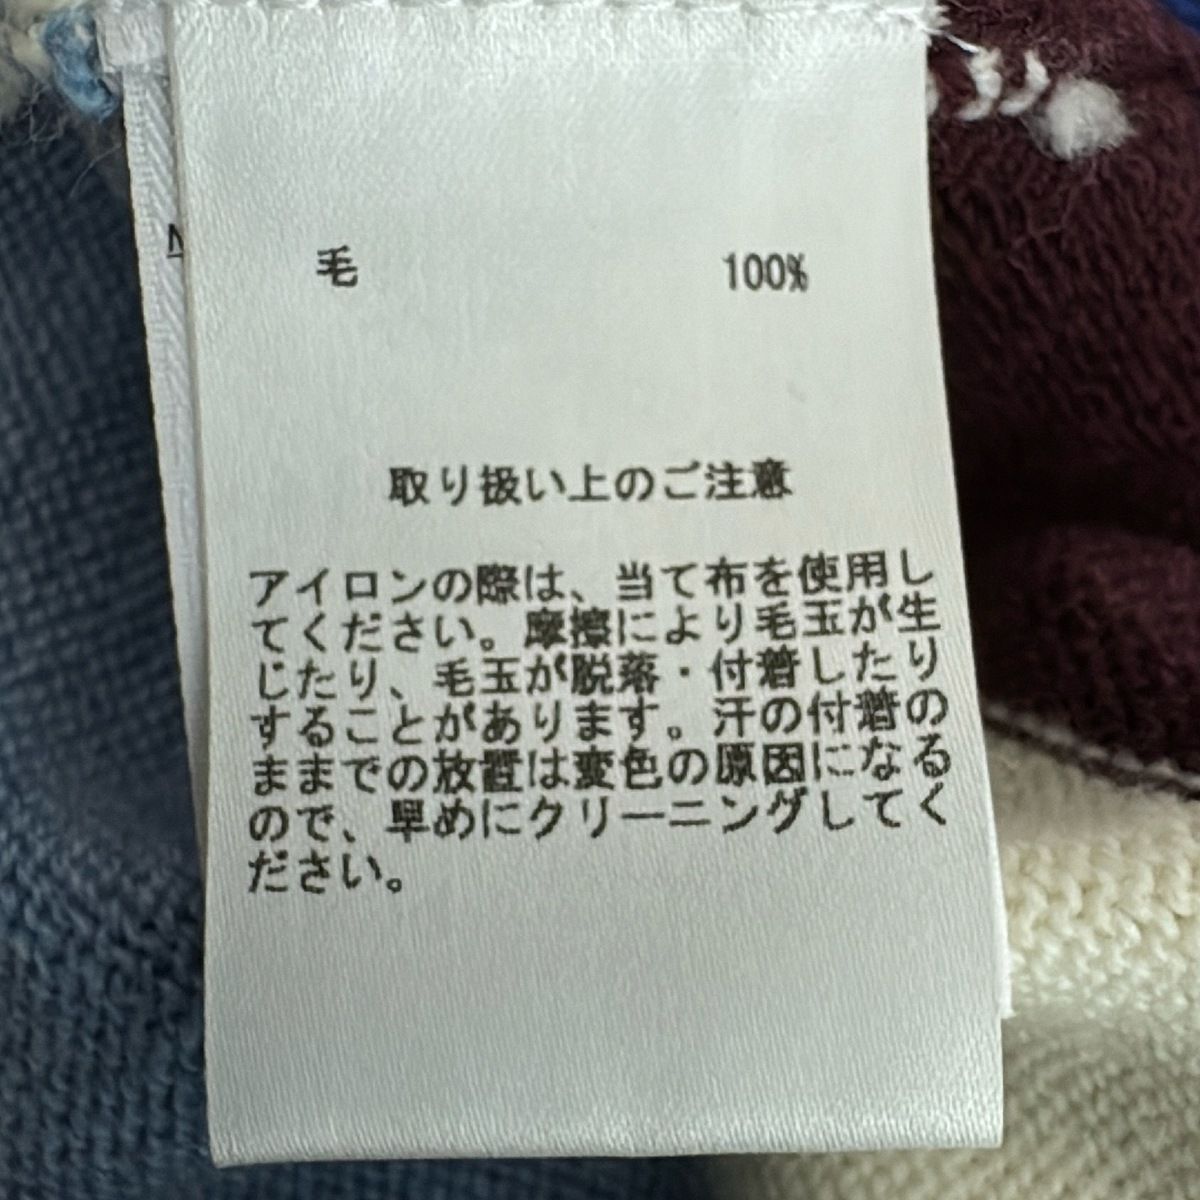 毛 100%
取り扱い上のご注意
アイロンの際は、当て布を使用し
てください。摩擦により毛玉が生
じたり、毛玉が脱落・付着したり
することがあります。汗の付着の
ままでの放置は変色の原因になる
ので、早めにクリーニングしてく
ださい。